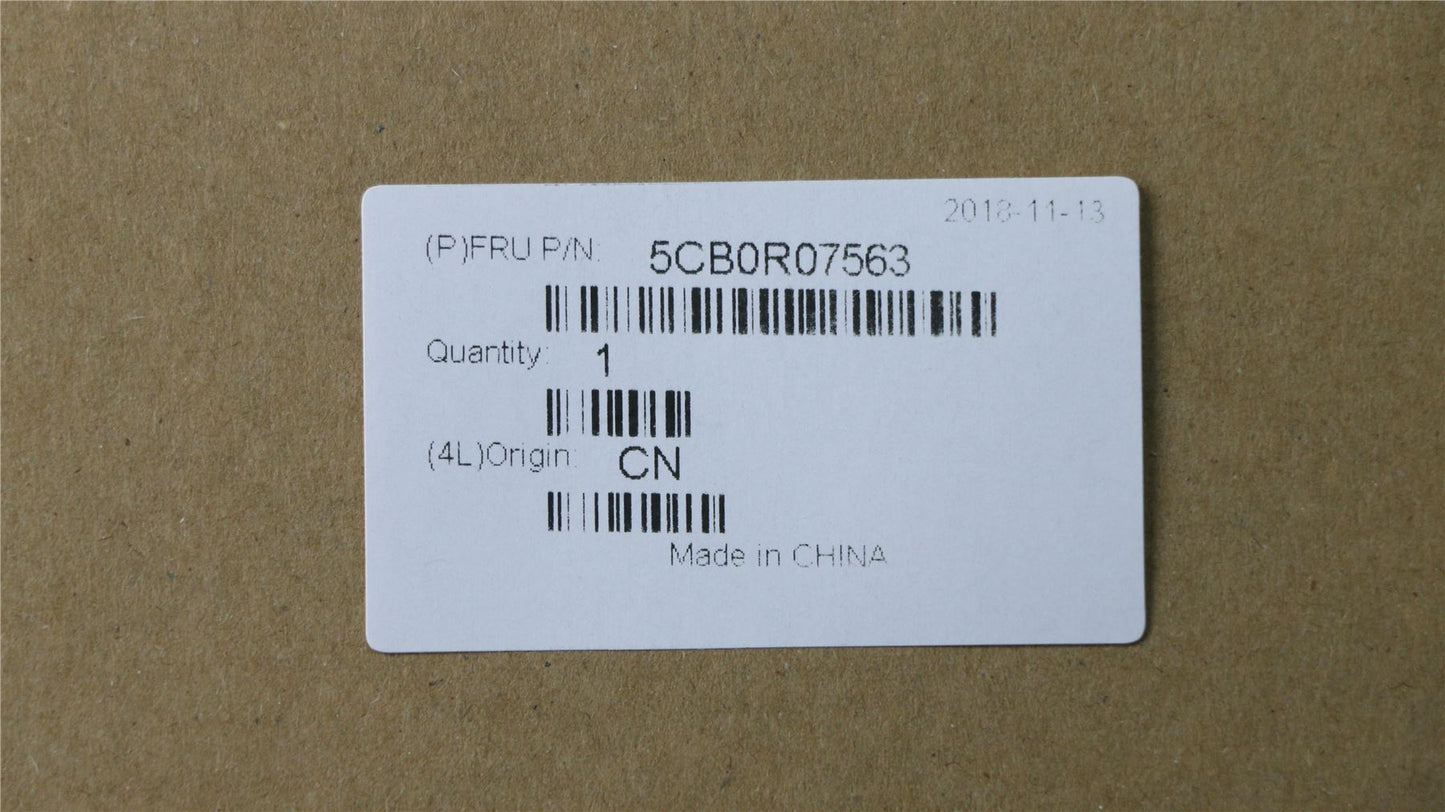 2018-11-13
(P)FRU P/N: 5CB0R07563
Quantity: 1
(4L)Origin: CN
Made in CHINA